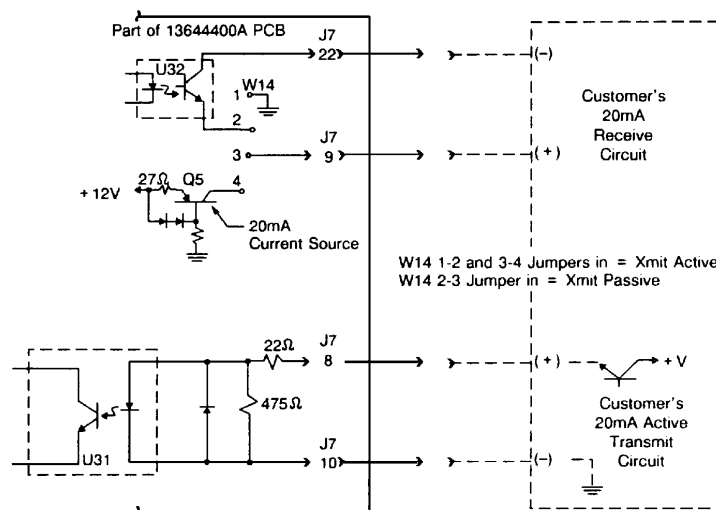 Part of 13644400A PCB
J7
22
(-)
U32
1
W14
2
Customer's
20mA
Receive
Circuit
J7
3
9
(+)
27Ω
Q5
4
+ 12V
20mA
Current Source
W14 1-2 and 3-4 Jumpers in = Xmit Active
W14 2-3 Jumper in = Xmit Passive
J7
22Ω
8
(+)
+ V
475Ω
Customer's
20mA Active
Transmit
Circuit
J7
U31
10
(-)